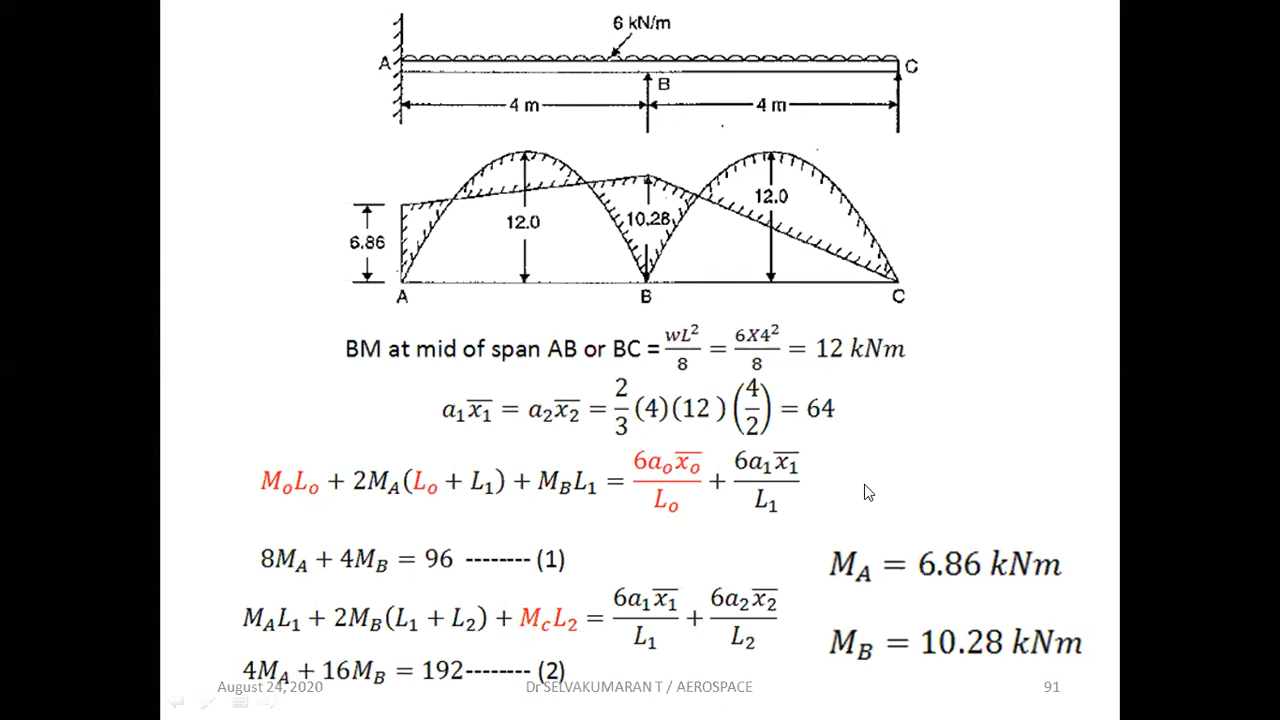 6 kN/m
A
C
B
4 m
4 m
12.0
12.0
10.28
6.86
A
B
C
BM at mid of span AB or BC = wL²/8 = 6X4²/8 = 12 kNm
a₁x̅₁ = a₂x̅₂ = 2/3 (4)(12 ) (4/2) = 64
MₒLₒ + 2M_A(Lₒ + L₁) + M_BL₁ = 6aₒx̅ₒ/Lₒ + 6a₁x̅₁/L₁
8M_A + 4M_B = 96 -------- (1)
M_A = 6.86 kNm
M_AL₁ + 2M_B(L₁ + L₂) + M_cL₂ = 6a₁x̅₁/L₁ + 6a₂x̅₂/L₂
M_B = 10.28 kNm
4M_A + 16M_B = 192-------- (2)
August 24, 2020
Dr SELVAKUMARAN T / AEROSPACE
91